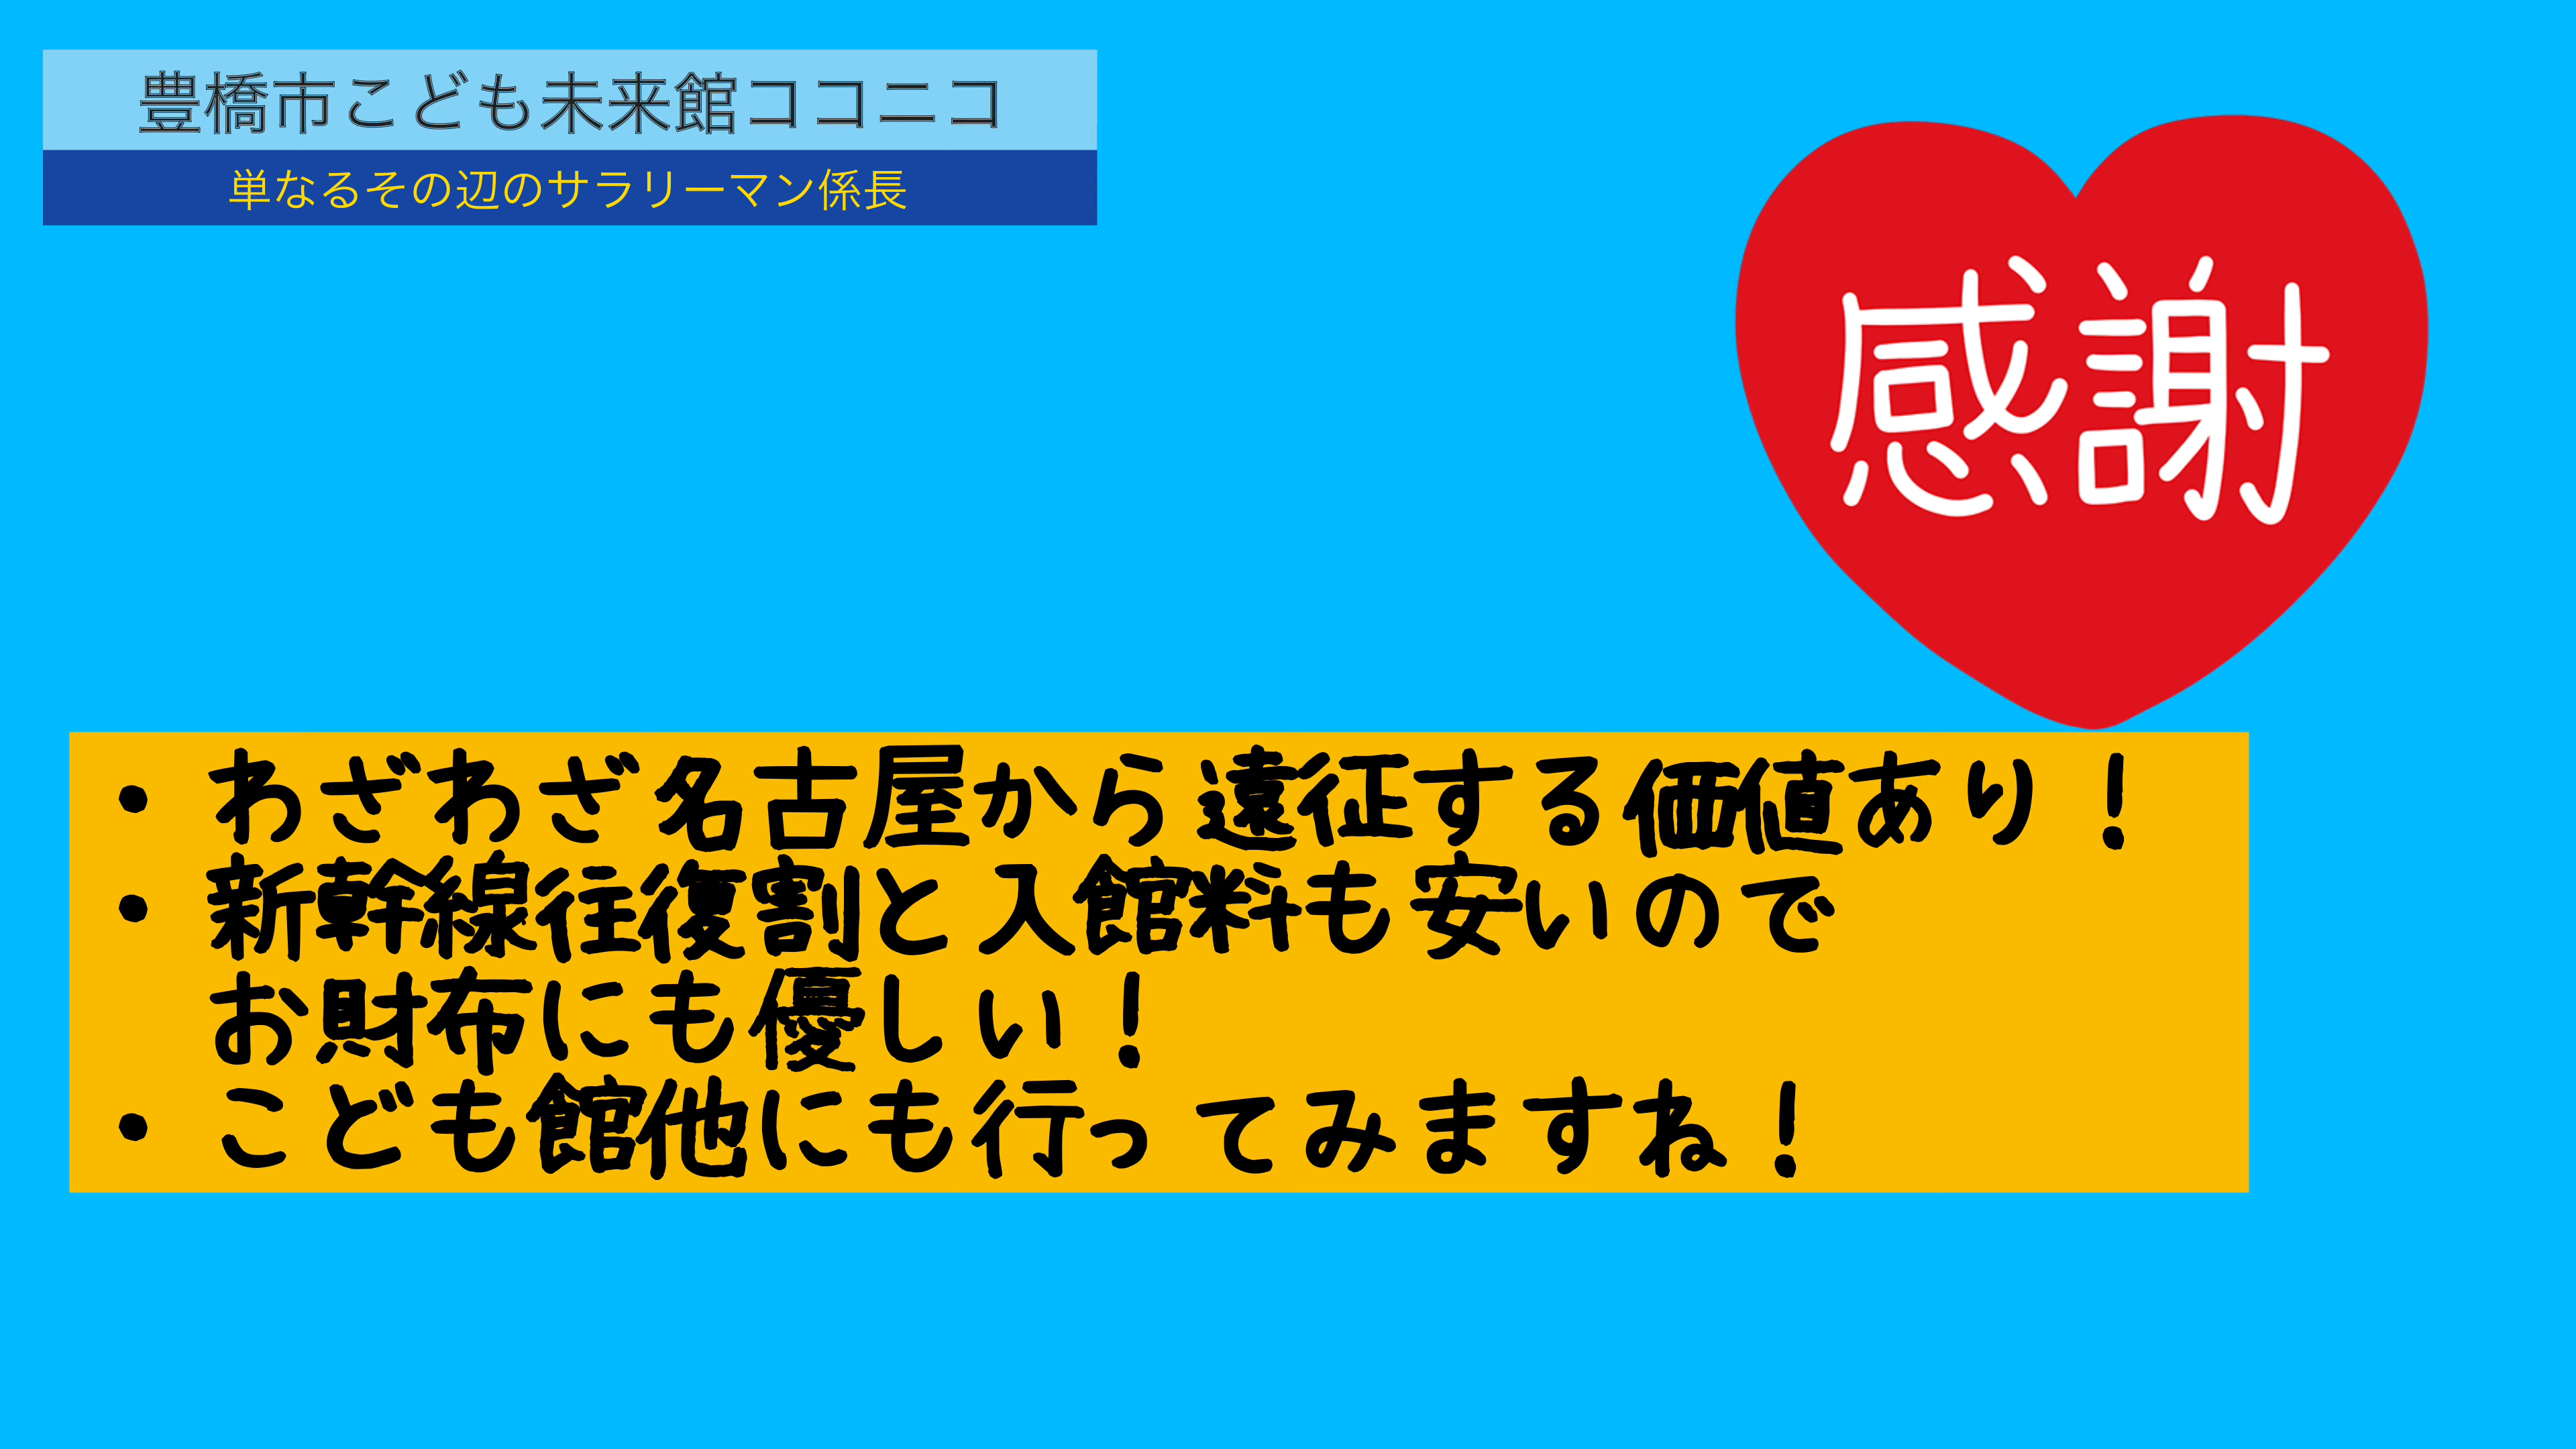 豊橋市こども未来館ココニコ
単なるその辺のサラリーマン係長
感謝
・わざわざ名古屋から遠征する価値あり！
・新幹線往復割と入館料も安いので
お財布にも優しい！
・こども館他にも行ってみますね！